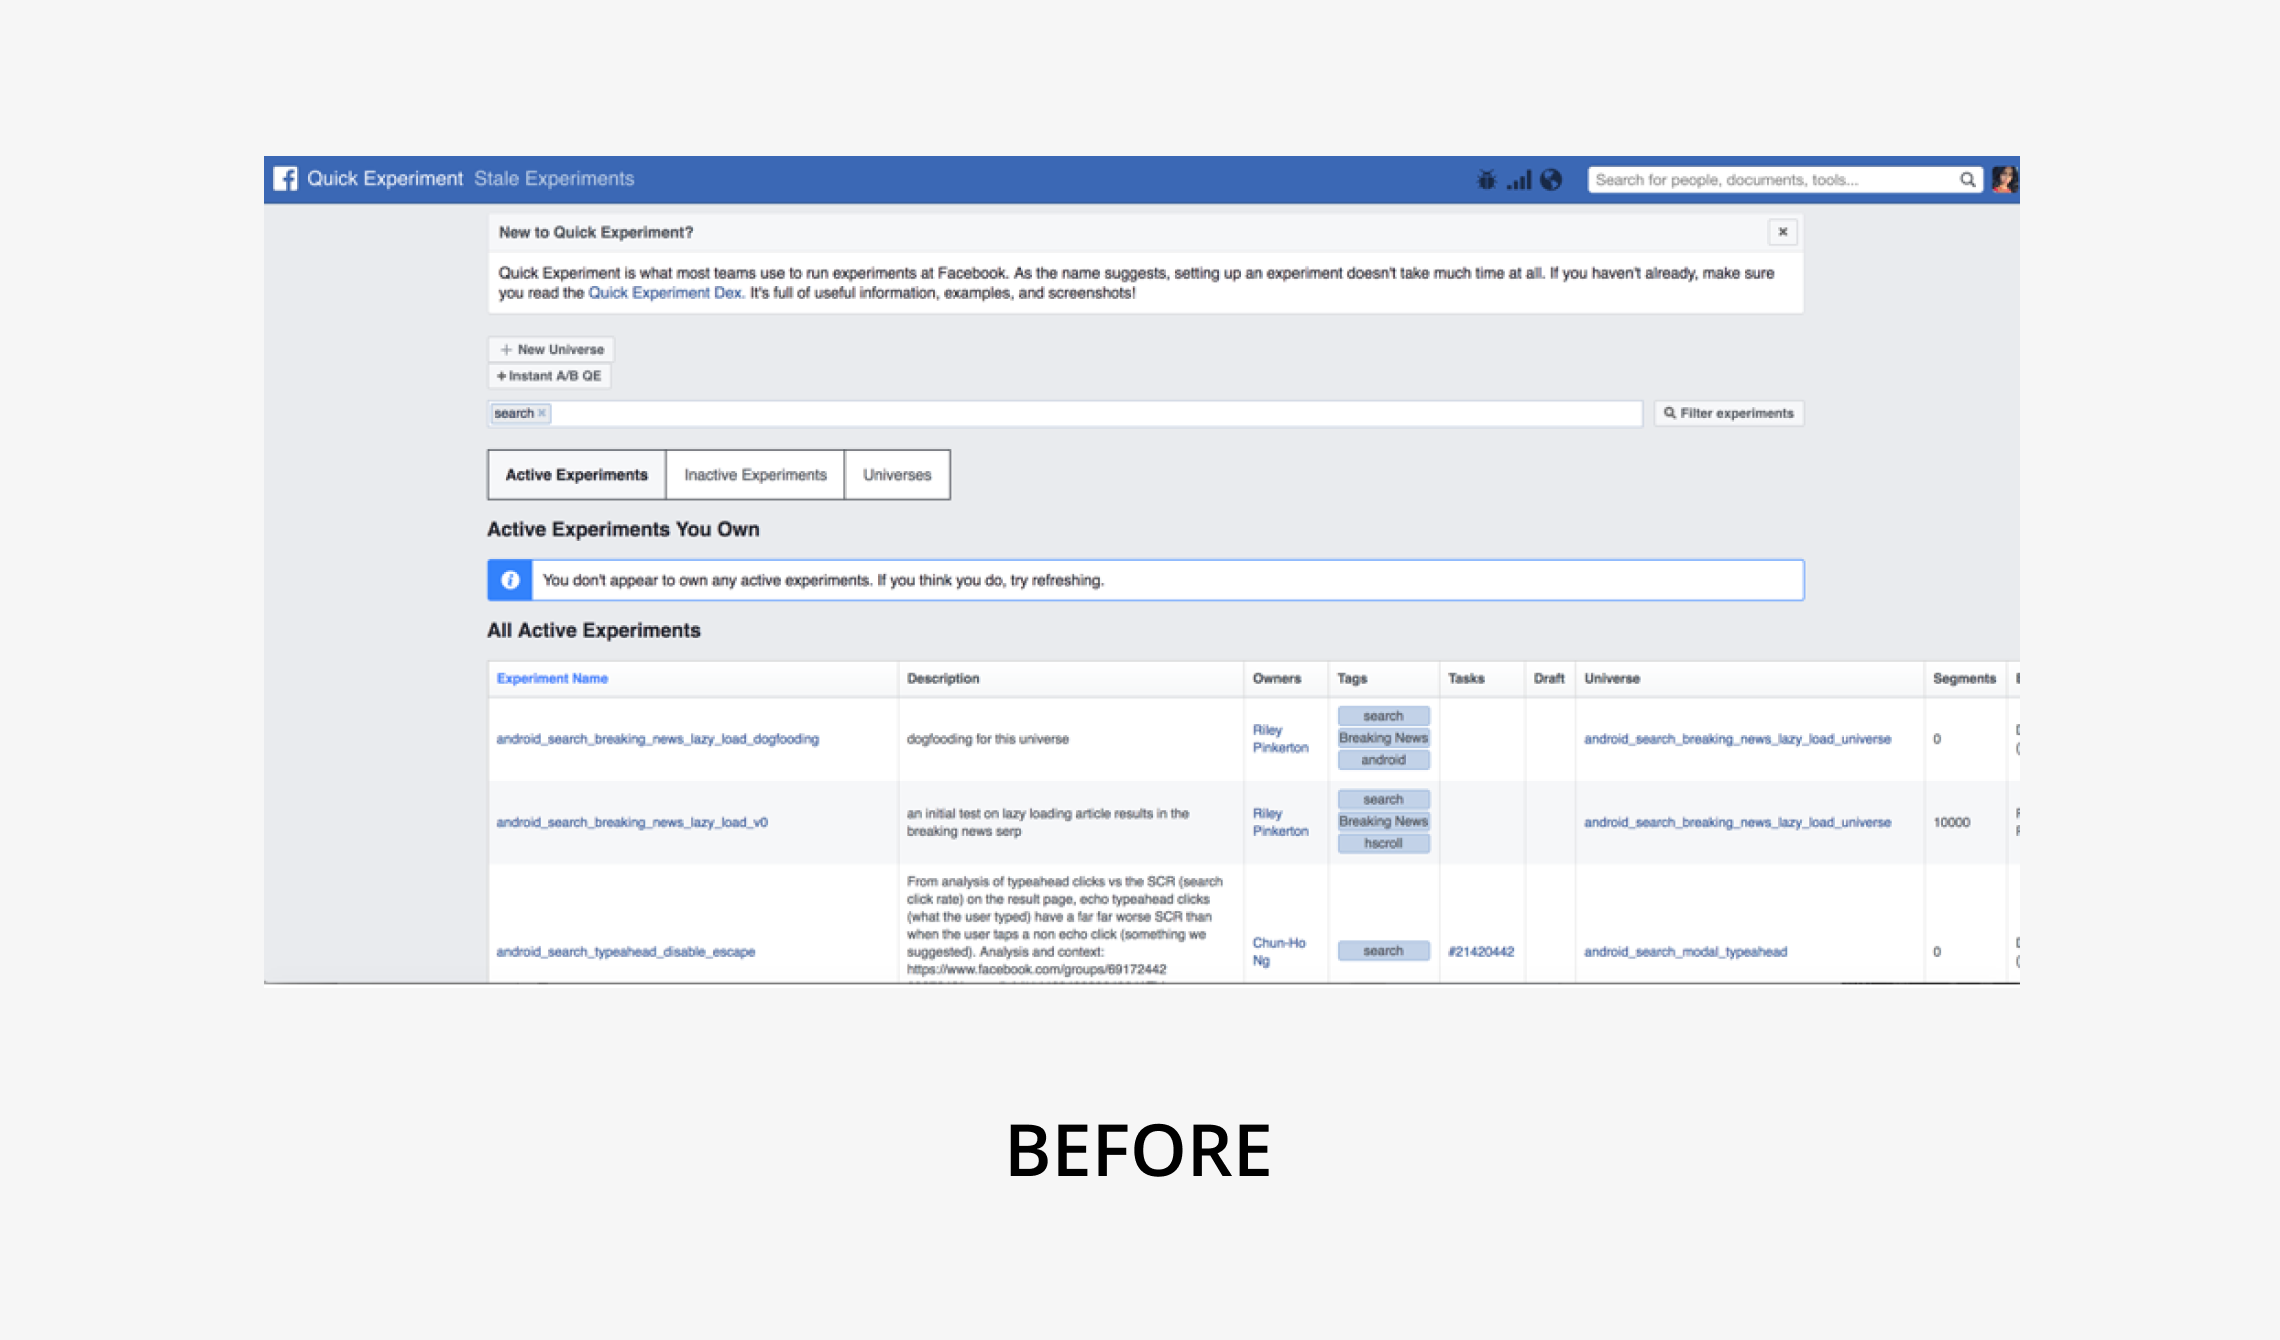 Quick Experiment Stale Experiments
Search for people, documents, tools...
New to Quick Experiment?
Quick Experiment is what most teams use to run experiments at Facebook. As the name suggests, setting up an experiment doesn't take much time at all. If you haven't already, make sure
you read the Quick Experiment Dex. It's full of useful information, examples, and screenshots!
+ New Universe
+ Instant A/B QE
search ×
Filter experiments
Active Experiments Inactive Experiments Universes
Active Experiments You Own
You don't appear to own any active experiments. If you think you do, try refreshing.
All Active Experiments
Experiment Name Description Owners Tags Tasks Draft Universe Segments
android_search_breaking_news_lazy_load_dogfooding
dogfooding for this universe
Riley
Pinkerton
search
Breaking News
android
android_search_breaking_news_lazy_load_universe
0
android_search_breaking_news_lazy_load_v0
an initial test on lazy loading article results in the
breaking news serp
Riley
Pinkerton
search
Breaking News
hscroll
android_search_breaking_news_lazy_load_universe
10000
android_search_typeahead_disable_escape
From analysis of typeahead clicks vs the SCR (search
click rate) on the result page, echo typeahead clicks
(what the user typed) have a far far worse SCR than
when the user taps a non echo click (something we
suggested). Analysis and context:
https://www.facebook.com/groups/69172442
Chun-Ho
Ng
search
#21420442
android_search_modal_typeahead
0
BEFORE